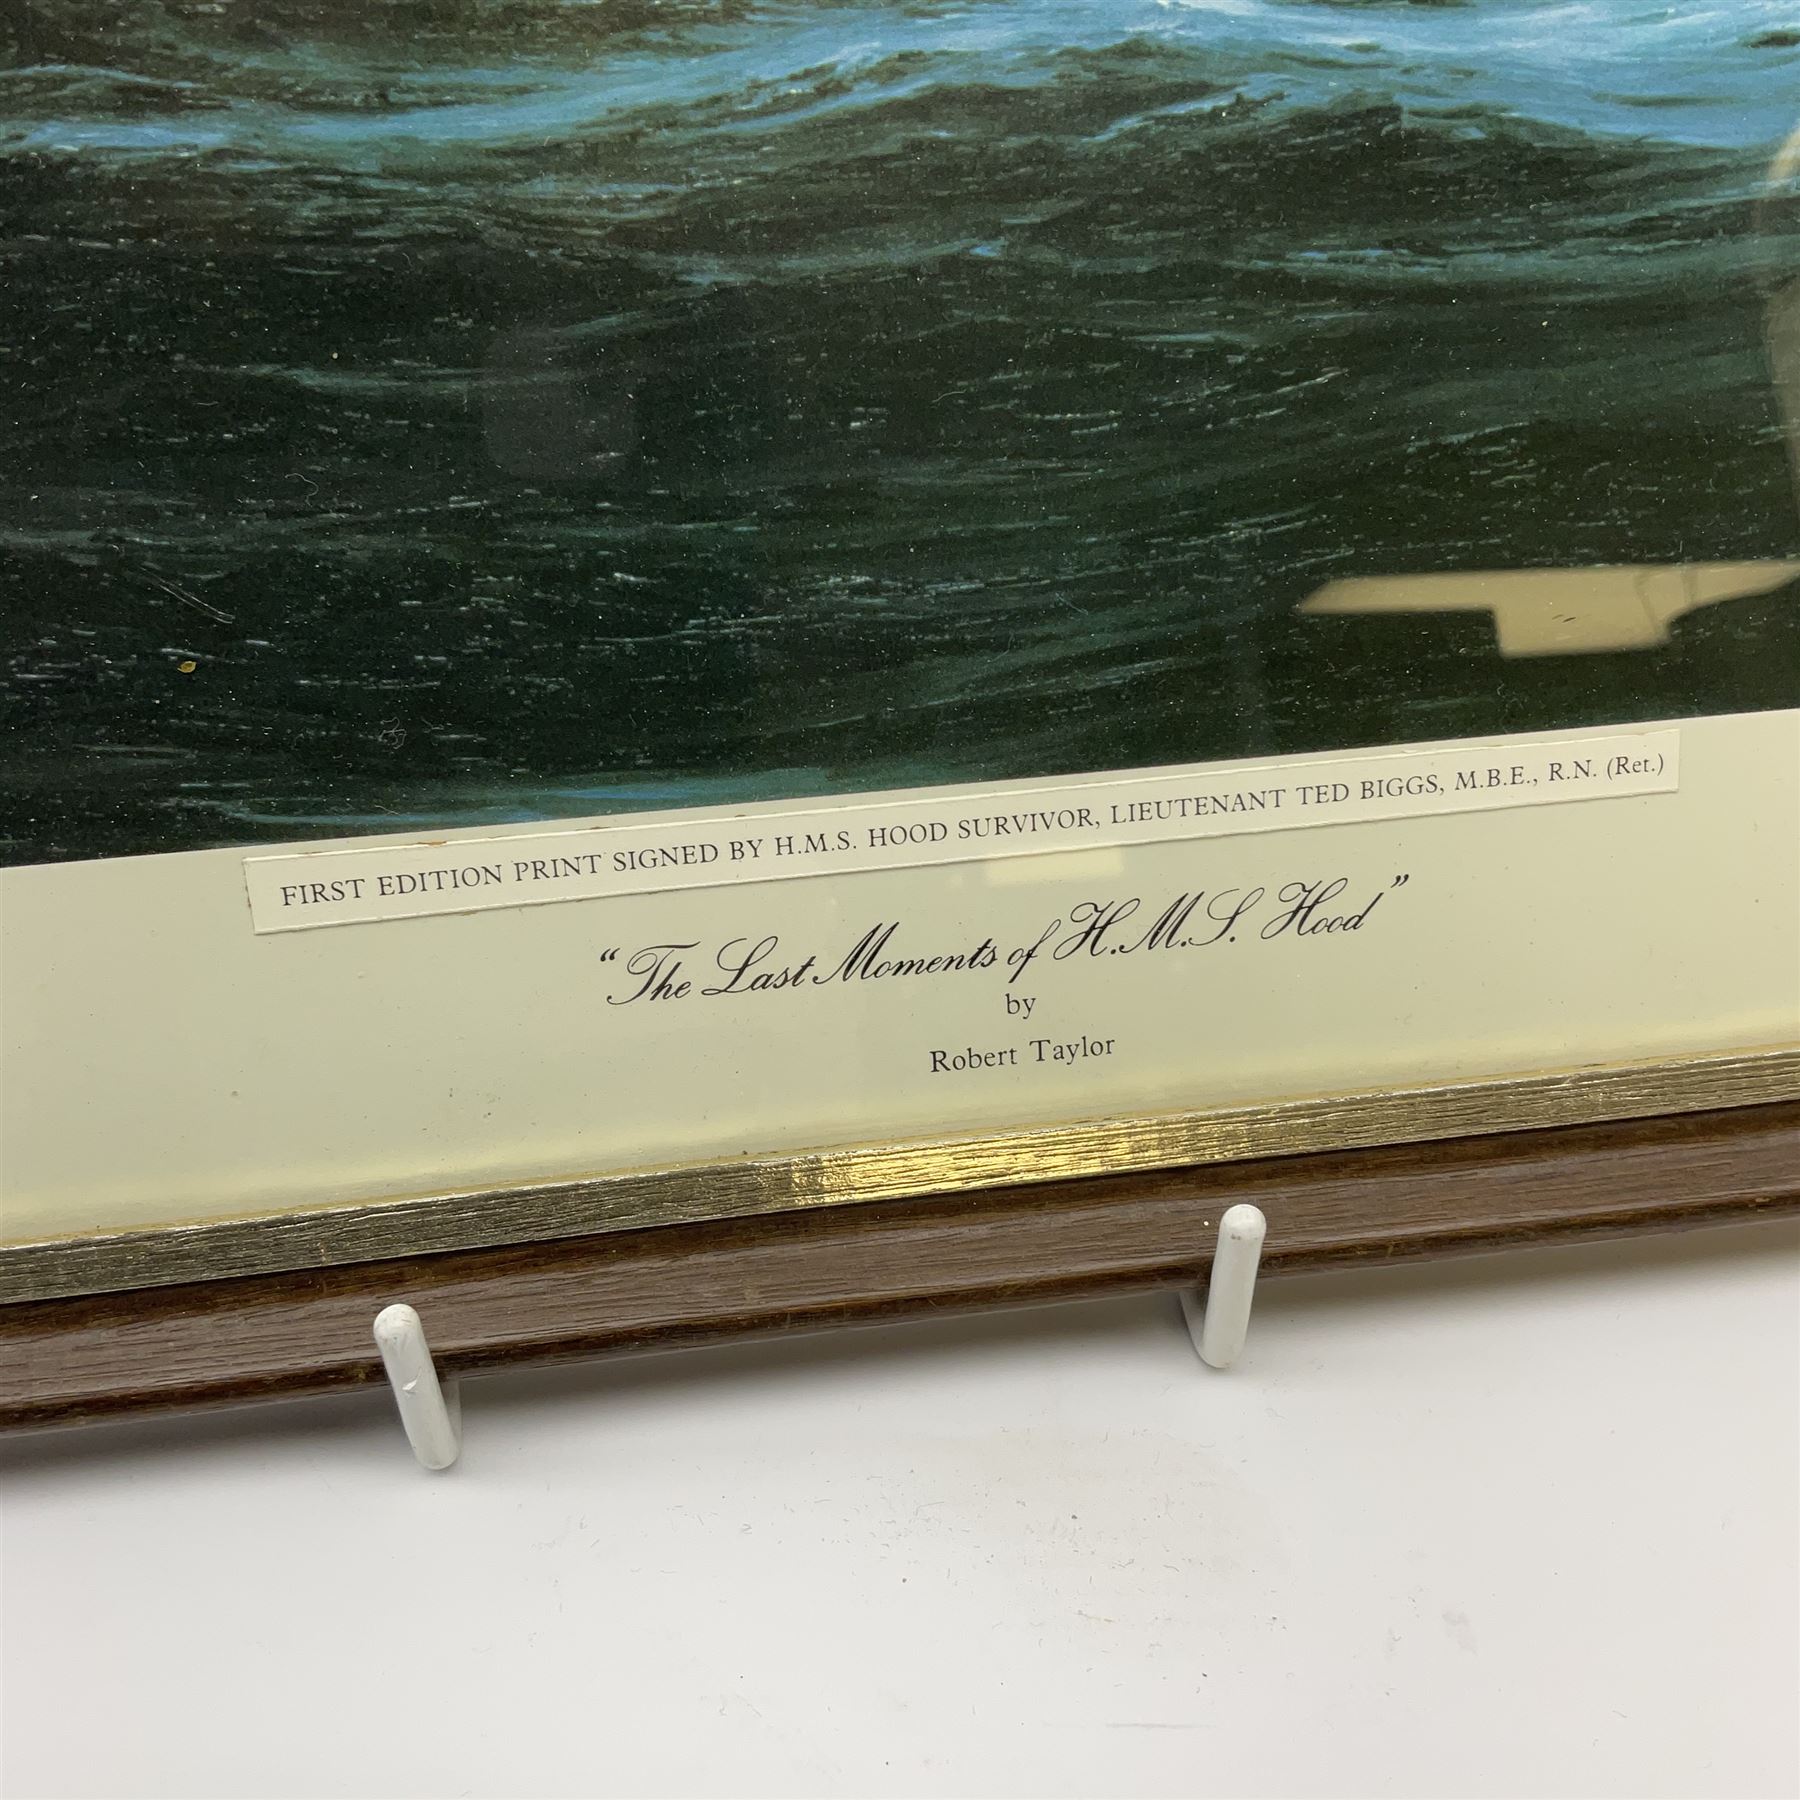 FIRST EDITION PRINT SIGNED BY H.M.S. HOOD SURVIVOR, LIEUTENANT TED BIGGS, M.B.E., R.N. (Ret.)
“The Last Moments of H.M.S. Hood”
by
Robert Taylor